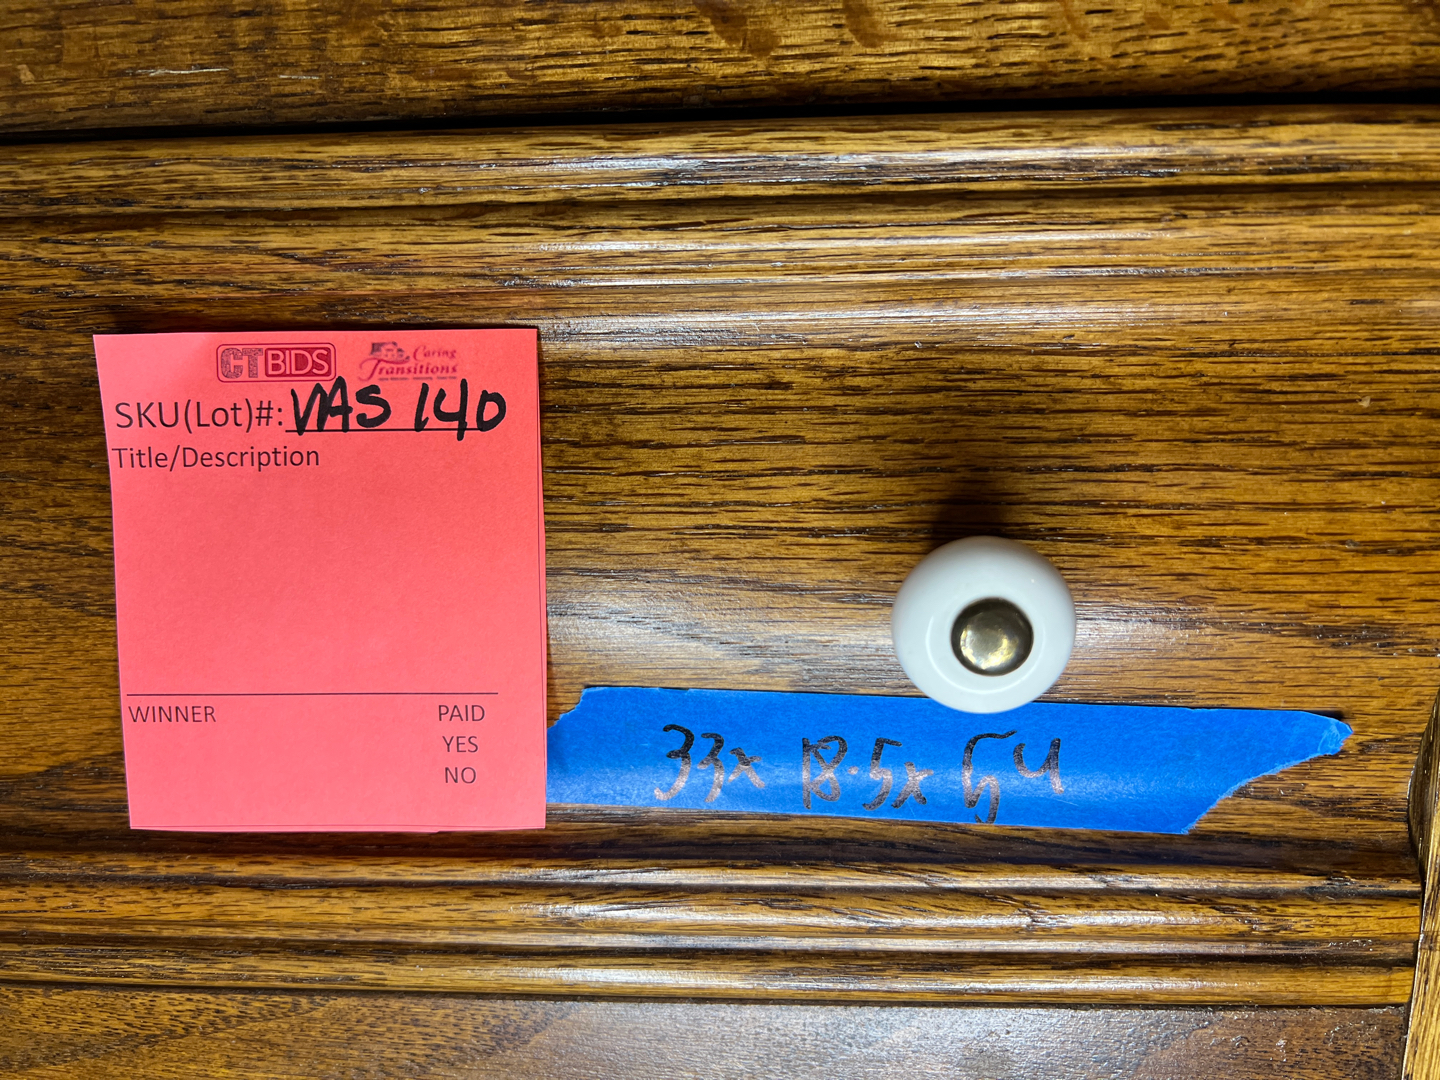 CTBIDS Caring Transitions
SKU(Lot)#: VAS 140
Title/Description
WINNER PAID
YES
NO
33x 18.5x 54